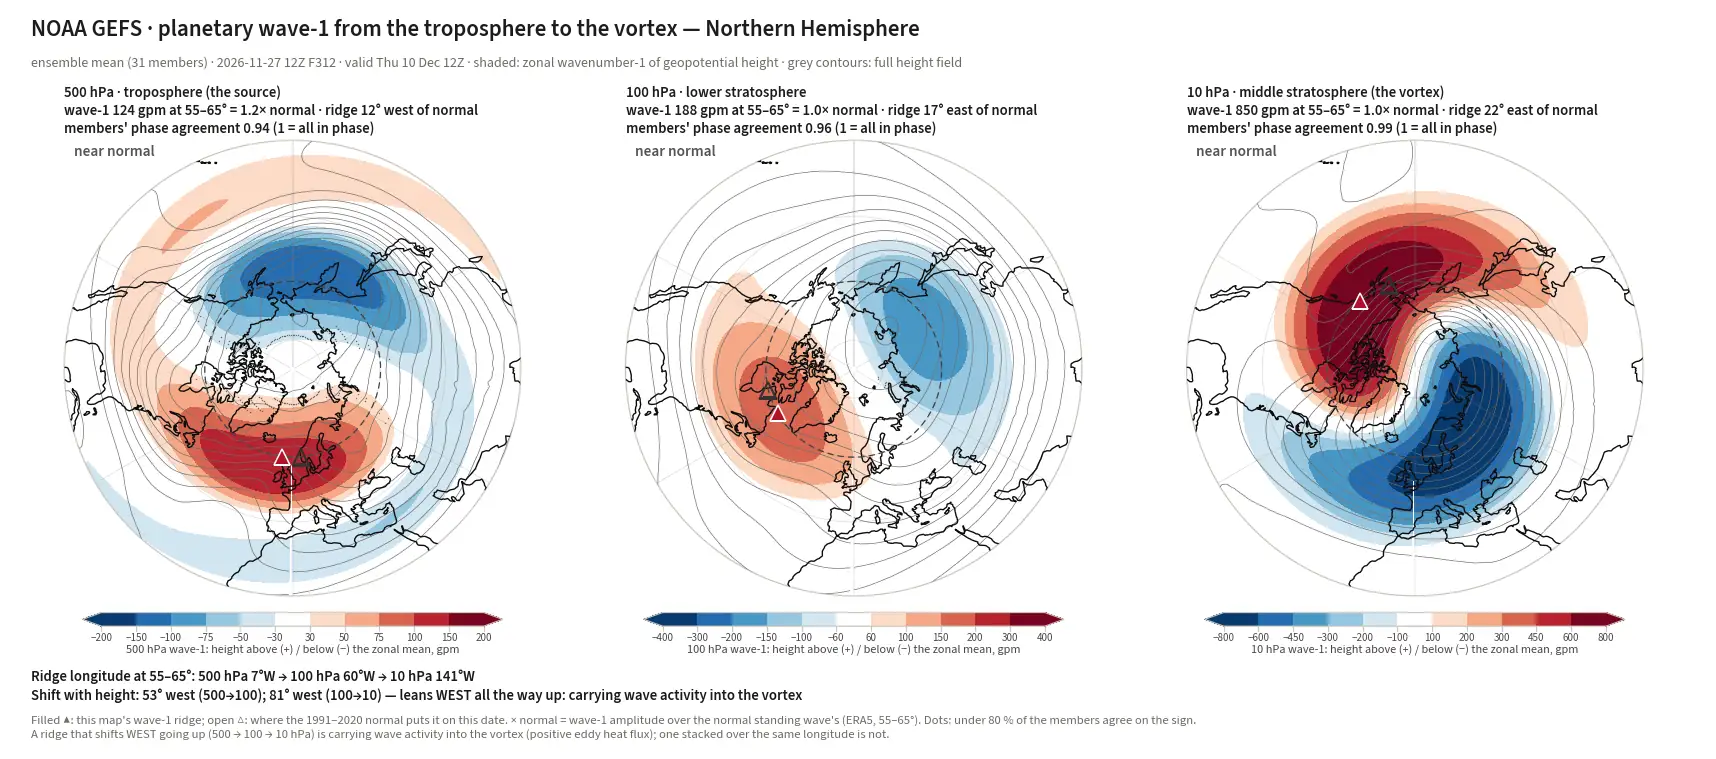 NOAA GEFS · planetary wave-1 from the troposphere to the vortex — Northern Hemisphere
ensemble mean (31 members) · 2026-11-27 12Z F312 · valid Thu 10 Dec 12Z · shaded: zonal wavenumber-1 of geopotential height · grey contours: full height field
500 hPa · troposphere (the source)
wave-1 124 gpm at 55–65° = 1.2× normal · ridge 12° west of normal
members' phase agreement 0.94 (1 = all in phase)
near normal
100 hPa · lower stratosphere
wave-1 188 gpm at 55–65° = 1.0× normal · ridge 17° east of normal
members' phase agreement 0.96 (1 = all in phase)
near normal
10 hPa · middle stratosphere (the vortex)
wave-1 850 gpm at 55–65° = 1.0× normal · ridge 22° east of normal
members' phase agreement 0.99 (1 = all in phase)
near normal
−200 −150 −100 −75 −50 −30 30 50 75 100 150 200
500 hPa wave-1: height above (+) / below (−) the zonal mean, gpm
−400 −300 −200 −150 −100 −60 60 100 150 200 300 400
100 hPa wave-1: height above (+) / below (−) the zonal mean, gpm
−800 −600 −450 −300 −200 −100 100 200 300 450 600 800
10 hPa wave-1: height above (+) / below (−) the zonal mean, gpm
Ridge longitude at 55–65°: 500 hPa 7°W → 100 hPa 60°W → 10 hPa 141°W
Shift with height: 53° west (500→100); 81° west (100→10) — leans WEST all the way up: carrying wave activity into the vortex
Filled ▲: this map's wave-1 ridge; open △: where the 1991–2020 normal puts it on this date. × normal = wave-1 amplitude over the normal standing wave's (ERA5, 55–65°). Dots: under 80 % of the members agree on the sign.
A ridge that shifts WEST going up (500 → 100 → 10 hPa) is carrying wave activity into the vortex (positive eddy heat flux); one stacked over the same longitude is not.